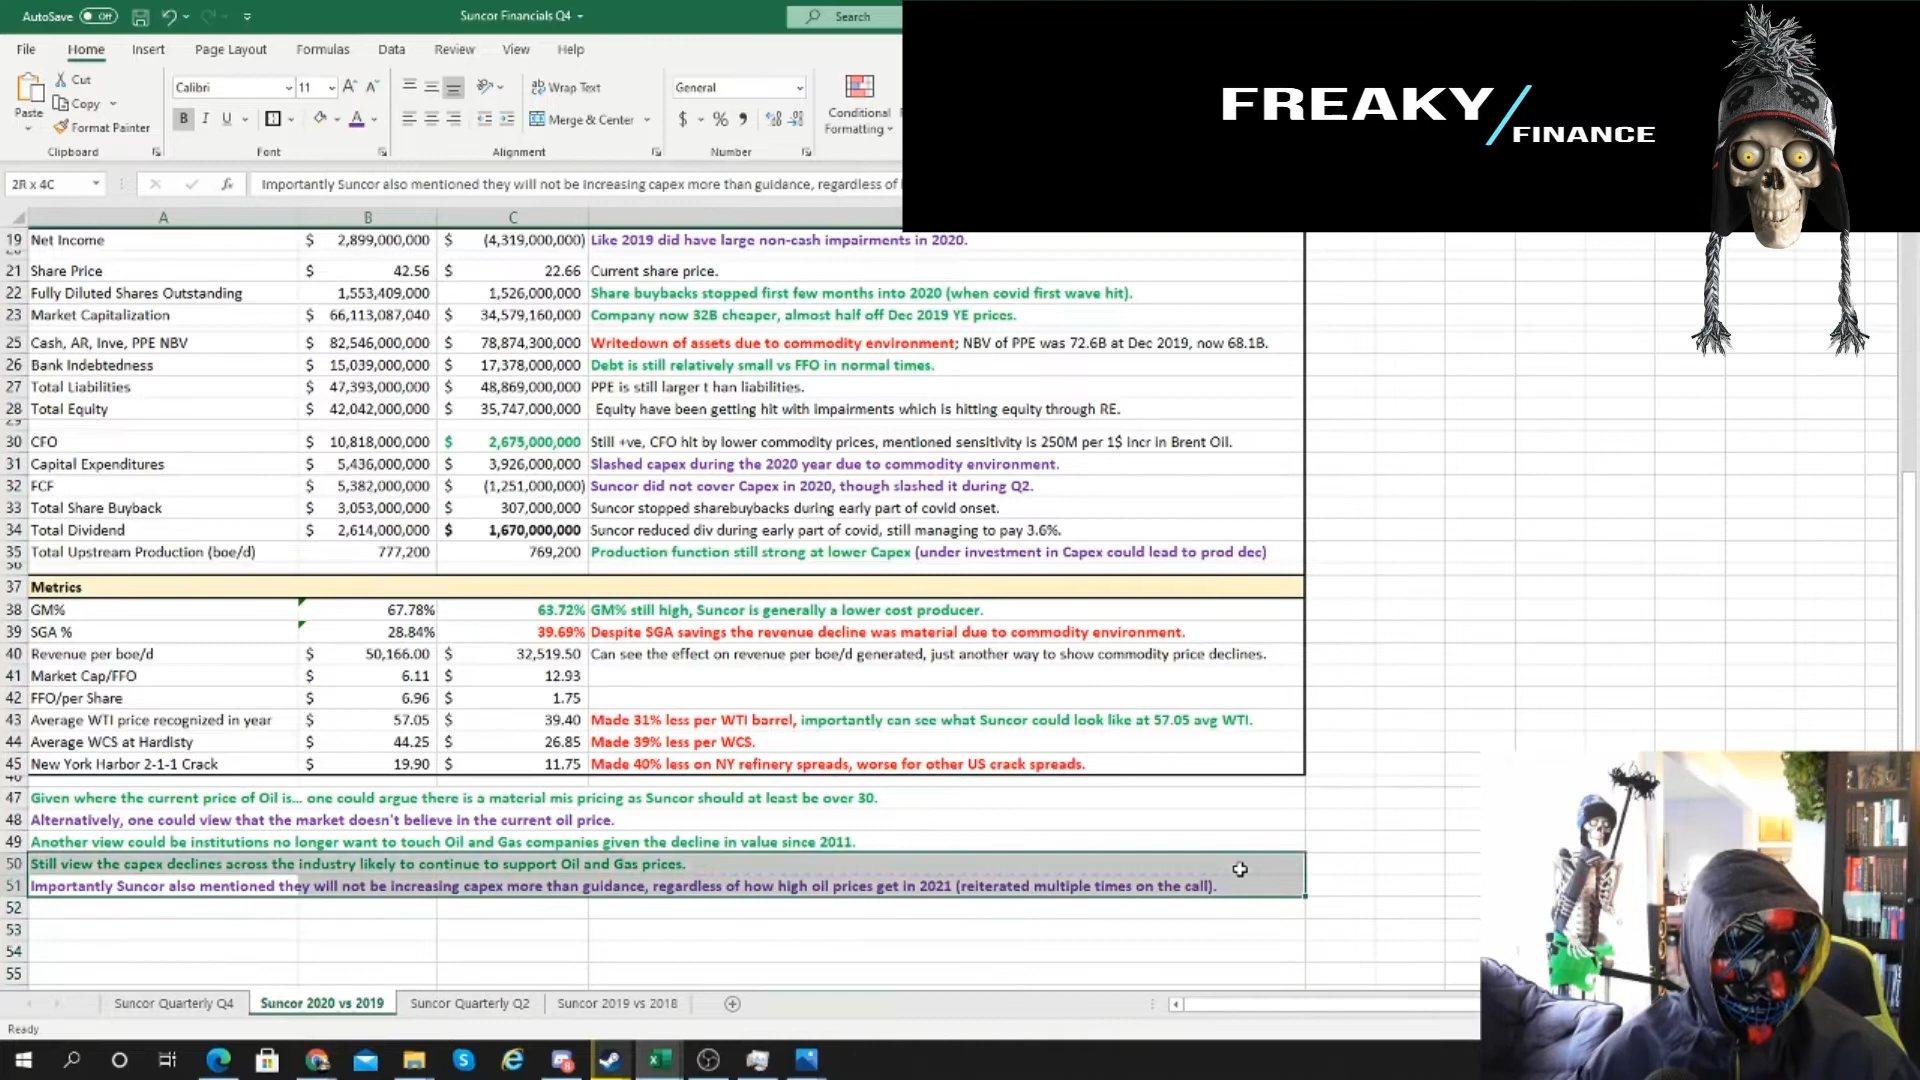 AutoSave Off Suncor Financials Q4 Search
FREAKY/FINANCE
File Home Insert Page Layout Formulas Data Review View Help
Paste Cut Copy Format Painter
Calibri 11 Wrap Text General
B I U Merge & Center $ % Conditional Formatting
Clipboard Font Alignment Number
2R x 4C fx Importantly Suncor also mentioned they will not be increasing capex more than guidance, regardless of
A B C
19 Net Income $ 2,899,000,000 $ (4,319,000,000) Like 2019 did have large non-cash impairments in 2020.
21 Share Price $ 42.56 $ 22.66 Current share price.
22 Fully Diluted Shares Outstanding 1,553,409,000 1,526,000,000 Share buybacks stopped first few months into 2020 (when covid first wave hit).
23 Market Capitalization $ 66,113,087,040 $ 34,579,160,000 Company now 32B cheaper, almost half off Dec 2019 YE prices.
25 Cash, AR, Inve, PPE NBV $ 82,546,000,000 $ 78,874,300,000 Writedown of assets due to commodity environment; NBV of PPE was 72.6B at Dec 2019, now 68.1B.
26 Bank Indebtedness $ 15,039,000,000 $ 17,378,000,000 Debt is still relatively small vs FFO in normal times.
27 Total Liabilities $ 47,393,000,000 $ 48,869,000,000 PPE is still larger t han liabilities.
28 Total Equity $ 42,042,000,000 $ 35,747,000,000 Equity have been getting hit with impairments which is hitting equity through RE.
30 CFO $ 10,818,000,000 $ 2,675,000,000 Still +ve, CFO hit by lower commodity prices, mentioned sensitivity is 250M per 1$ incr in Brent Oil.
31 Capital Expenditures $ 5,436,000,000 $ 3,926,000,000 Slashed capex during the 2020 year due to commodity environment.
32 FCF $ 5,382,000,000 $ (1,251,000,000) Suncor did not cover Capex in 2020, though slashed it during Q2.
33 Total Share Buyback $ 3,053,000,000 $ 307,000,000 Suncor stopped sharebuybacks during early part of covid onset.
34 Total Dividend $ 2,614,000,000 $ 1,670,000,000 Suncor reduced div during early part of covid, still managing to pay 3.6%.
35 Total Upstream Production (boe/d) 777,200 769,200 Production function still strong at lower Capex (under investment in Capex could lead to prod dec)
37 Metrics
38 GM% 67.78% 63.72% GM% still high, Suncor is generally a lower cost producer.
39 SGA % 28.84% 39.69% Despite SGA savings the revenue decline was material due to commodity environment.
40 Revenue per boe/d $ 50,166.00 $ 32,519.50 Can see the effect on revenue per boe/d generated, just another way to show commodity price declines.
41 Market Cap/FFO $ 6.11 $ 12.93
42 FFO/per Share $ 6.96 $ 1.75
43 Average WTI price recognized in year $ 57.05 $ 39.40 Made 31% less per WTI barrel, importantly can see what Suncor could look like at 57.05 avg WTI.
44 Average WCS at Hardisty $ 44.25 $ 26.85 Made 39% less per WCS.
45 New York Harbor 2-1-1 Crack $ 19.90 $ 11.75 Made 40% less on NY refinery spreads, worse for other US crack spreads.
47 Given where the current price of Oil is... one could argue there is a material mis pricing as Suncor should at least be over 30.
48 Alternatively, one could view that the market doesn't believe in the current oil price.
49 Another view could be institutions no longer want to touch Oil and Gas companies given the decline in value since 2011.
50 Still view the capex declines across the industry likely to continue to support Oil and Gas prices.
51 Importantly Suncor also mentioned they will not be increasing capex more than guidance, regardless of how high oil prices get in 2021 (reiterated multiple times on the call).
52
53
54
55
Suncor Quarterly Q4 Suncor 2020 vs 2019 Suncor Quarterly Q2 Suncor 2019 vs 2018
Ready